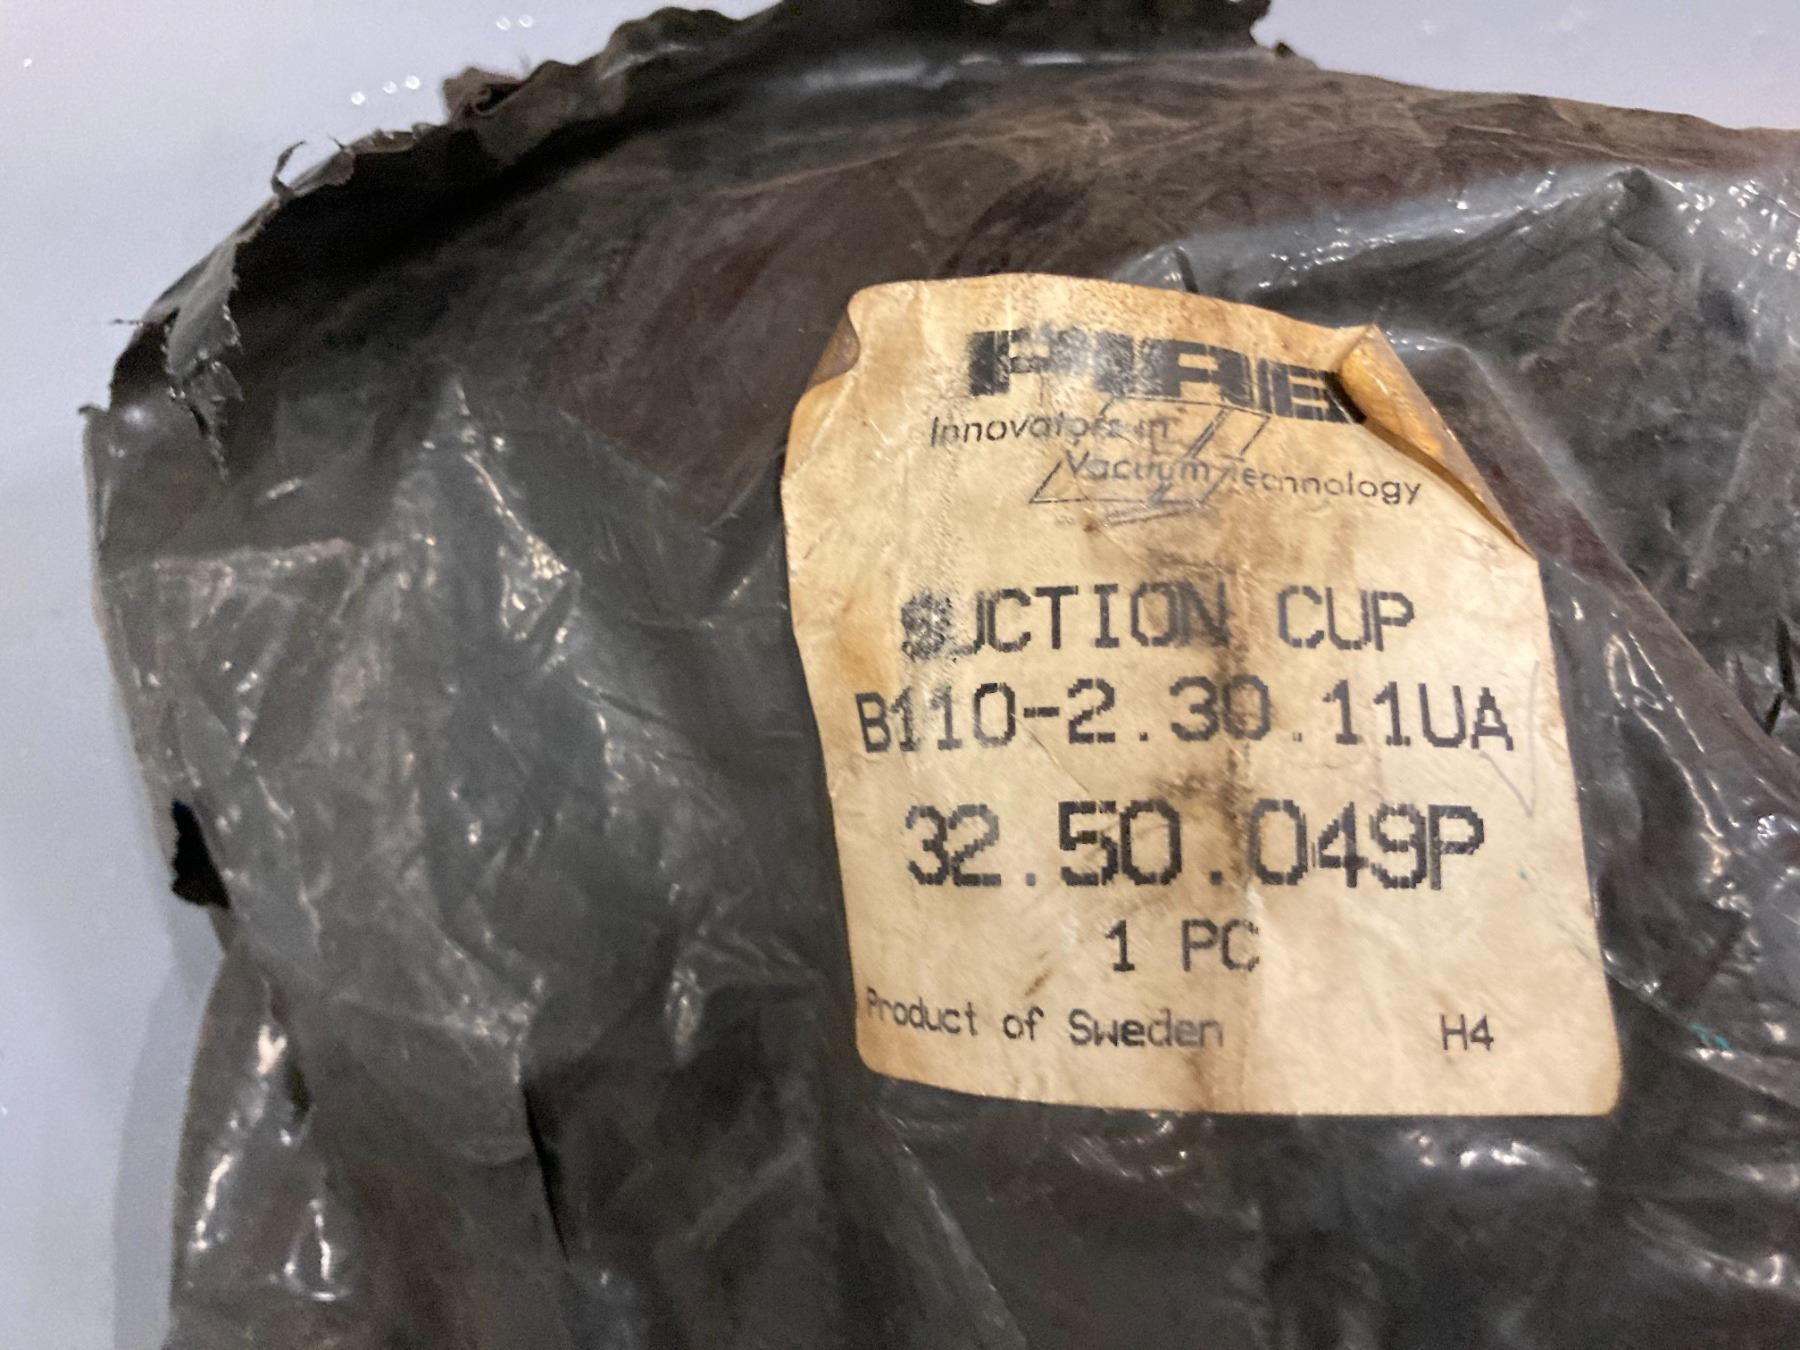 PIAB
Innovators in
Vacuum Technology
SUCTION CUP
B110-2.30.11UA
32.50.049P
1 PC
Product of Sweden H4